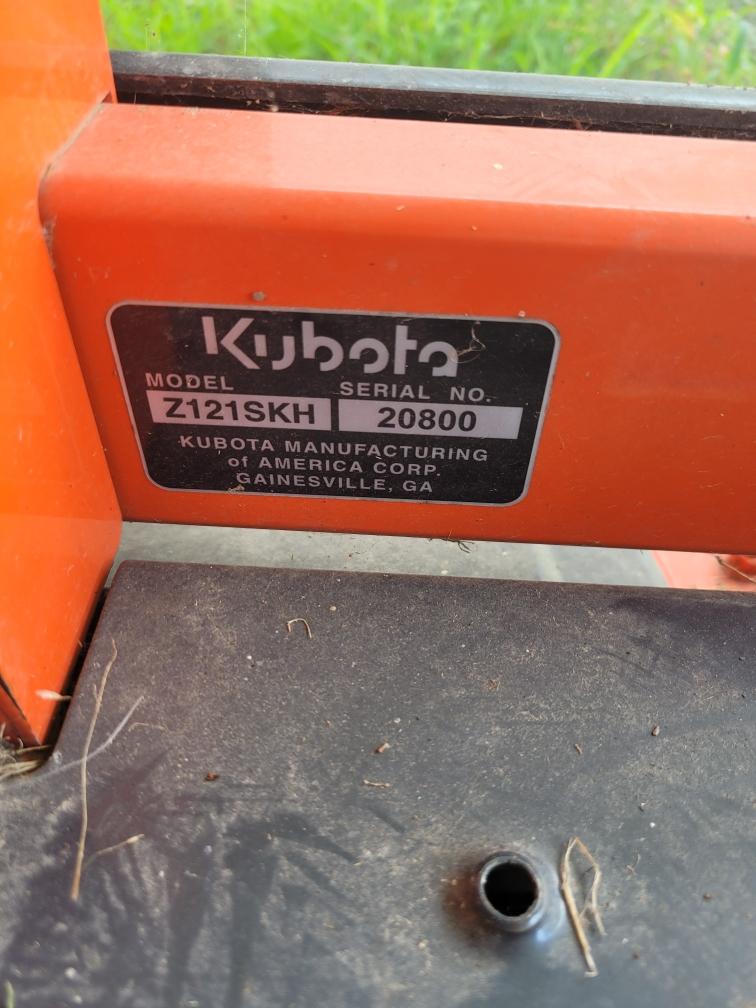 Kubota
MODEL SERIAL NO.
Z121SKH 20800
KUBOTA MANUFACTURING
of AMERICA CORP.
GAINESVILLE, GA